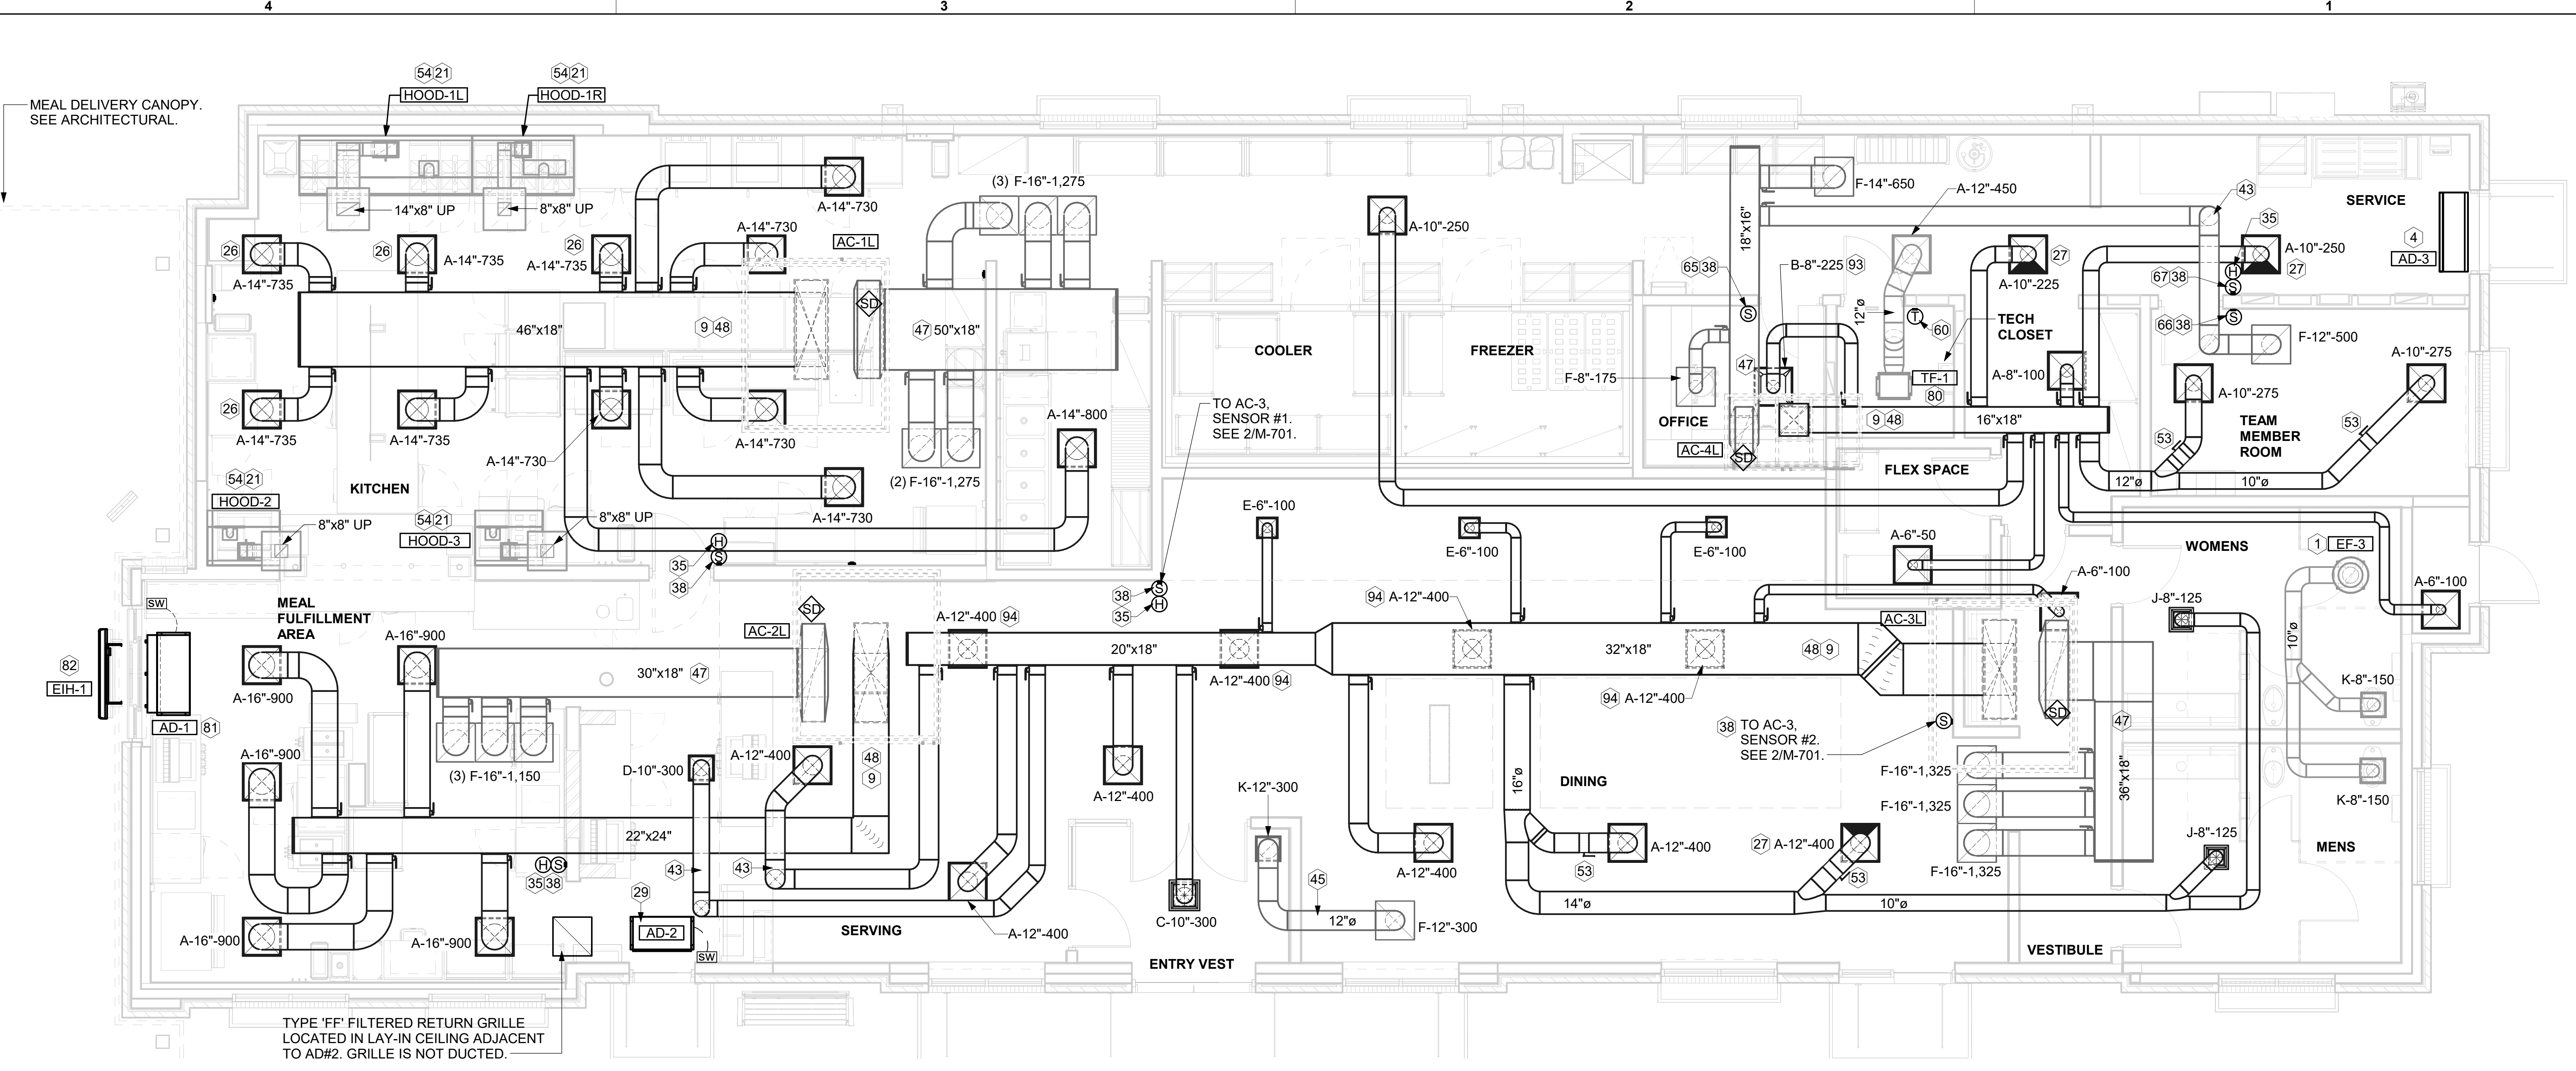 4
3
2
1
54 21
HOOD-1L
54 21
HOOD-1R
MEAL DELIVERY CANOPY.
SEE ARCHITECTURAL.
14"x8" UP
8"x8" UP
A-14"-730
(3) F-16"-1,275
F-14"-650
A-12"-450
43
SERVICE
35
A-14"-730
AC-1L
A-10"-250
18"x16"
4
AD-3
26
26
26
A-14"-735
A-14"-735
A-14"-735
A-10"-250
27
27
A-10"-225
H
S
67 38
65 38
S
B-8"-225 93
46"x18"
9 48
SD
47 50"x18"
12"ø
T
60
TECH
CLOSET
66 38
S
F-12"-500
COOLER
FREEZER
A-10"-275
47
F-8"-175
TF-1
80
A-8"-100
A-10"-275
26
A-14"-735
A-14"-735
A-14"-730
A-14"-800
TO AC-3,
SENSOR #1.
SEE 2/M-701.
OFFICE
9 48
16"x18"
53
53
TEAM
MEMBER
ROOM
AC-4L
SD
A-14"-730
FLEX SPACE
54 21
HOOD-2
KITCHEN
(2) F-16"-1,275
12"ø
10"ø
8"x8" UP
54 21
HOOD-3
8"x8" UP
A-14"-730
E-6"-100
E-6"-100
E-6"-100
A-6"-50
WOMENS
1
EF-3
H
S
35
38
A-6"-100
A-6"-100
SW
MEAL
FULFILLMENT
AREA
SD
AC-2L
38
S
35
H
A-12"-400 94
94 A-12"-400
AC-3L
J-8"-125
10"ø
82
EIH-1
A-16"-900
30"x18" 47
20"x18"
32"x18"
48 9
A-16"-900
A-12"-400 94
94 A-12"-400
K-8"-150
AD-1 81
SD
47
38 TO AC-3,
SENSOR #2.
SEE 2/M-701.
S
A-16"-900
(3) F-16"-1,150
D-10"-300
A-12"-400
48
9
A-12"-400
K-12"-300
16"ø
DINING
F-16"-1,325
36"x18"
F-16"-1,325
K-8"-150
22"x24"
J-8"-125
27 A-12"-400
A-12"-400
A-12"-400
MENS
H S
35 38
43
43
53
53
F-16"-1,325
29
45
A-16"-900
A-16"-900
AD-2
SW
SERVING
A-12"-400
C-10"-300
12"ø
F-12"-300
14"ø
10"ø
ENTRY VEST
VESTIBULE
TYPE 'FF' FILTERED RETURN GRILLE
LOCATED IN LAY-IN CEILING ADJACENT
TO AD#2. GRILLE IS NOT DUCTED.